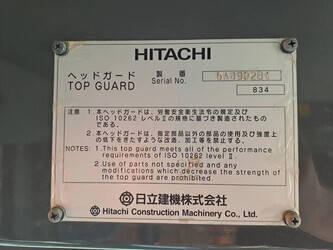 HITACHI
ヘッドガード 製番
TOP GUARD Serial No.
834
注意 1.本ヘッドガードは、労働安全衛生法令の規定及び
ISO 10262 レベルⅡの規格に基づき製造されたもの
である。
2.本ヘッドガードは、指定部品以外の部品の使用及び強度上
の低下をきたすような改造、加工等を禁止する。
NOTES: 1.This top guard meets all of the performance
requirements of ISO 10262 level Ⅱ.
2.Use of parts not specified and any
modifications which decrease the strength of
the top guard are prohibited.
日立建機株式会社
Hitachi Construction Machinery Co., Ltd.